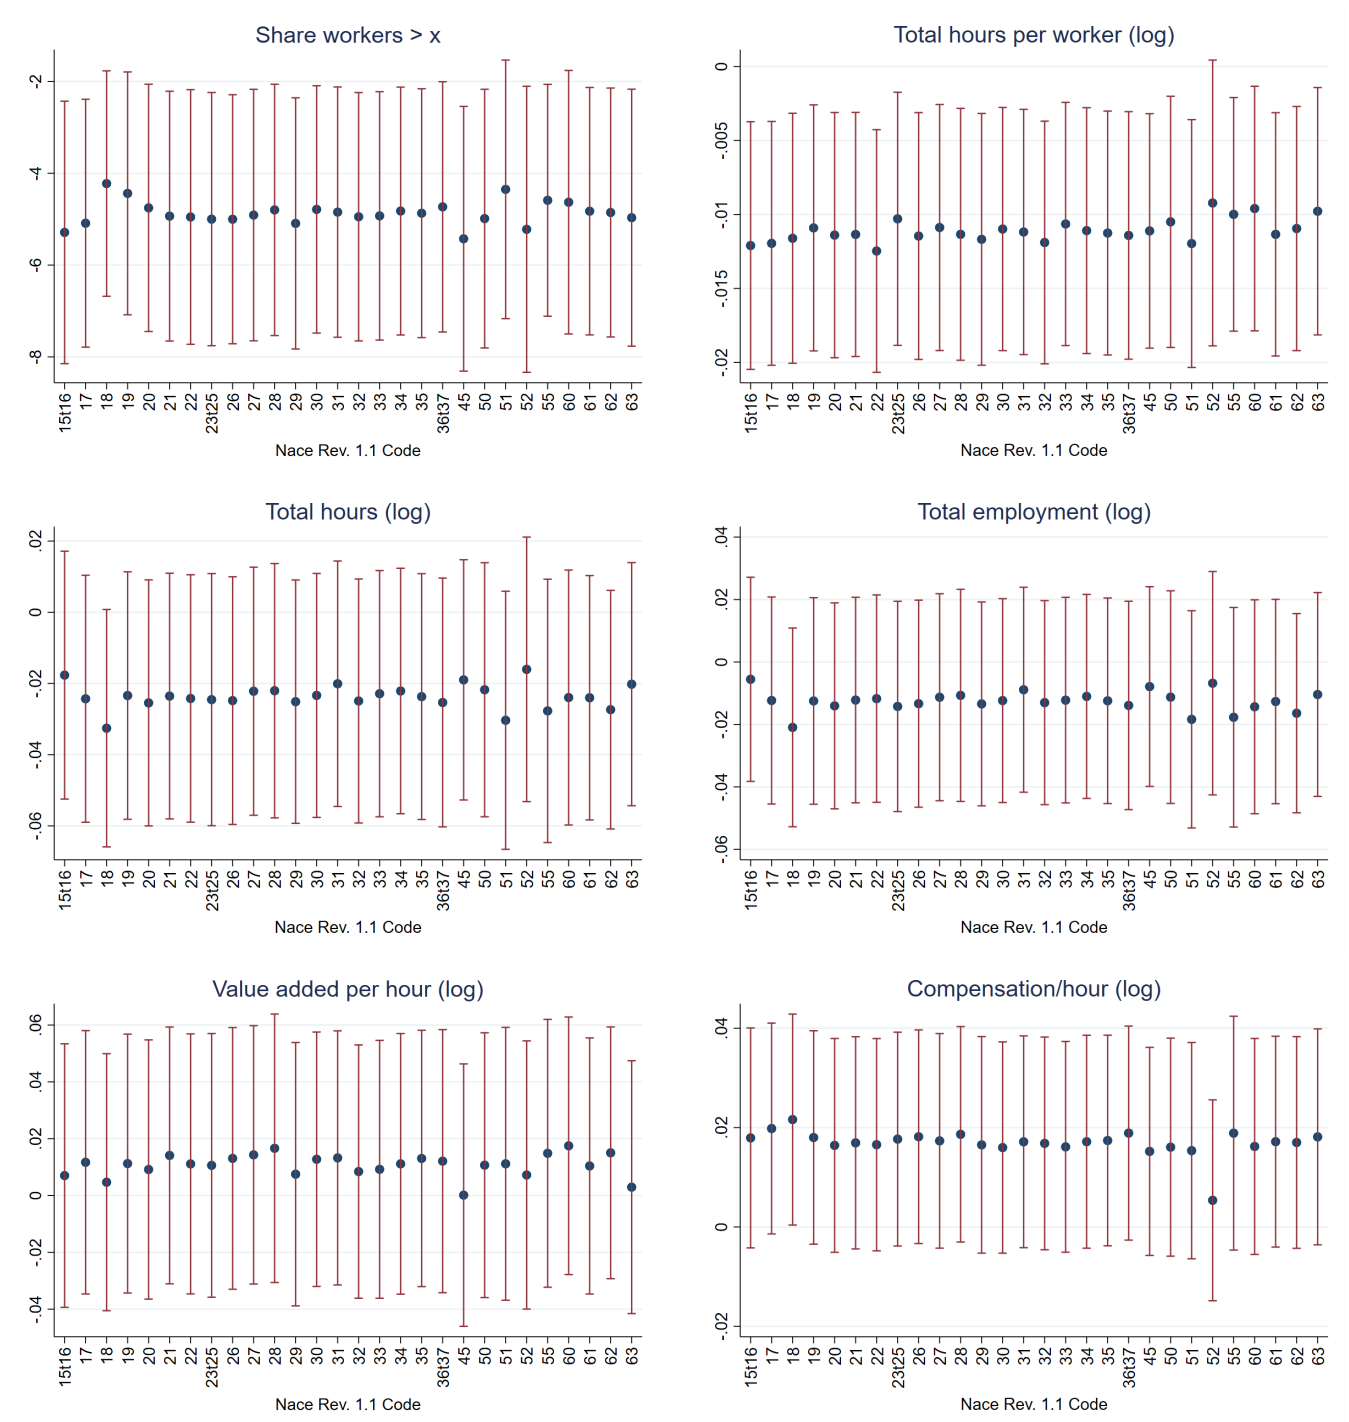 Share workers > x
-2
-4
-6
-8
15t16 17 18 19 20 21 22 23t25 26 27 28 29 30 31 32 33 34 35 36t37 45 50 51 52 55 60 61 62 63
Nace Rev. 1.1 Code
Total hours per worker (log)
0
-.005
-.01
-.015
-.02
15t16 17 18 19 20 21 22 23t25 26 27 28 29 30 31 32 33 34 35 36t37 45 50 51 52 55 60 61 62 63
Nace Rev. 1.1 Code
Total hours (log)
.02
0
-.02
-.04
-.06
15t16 17 18 19 20 21 22 23t25 26 27 28 29 30 31 32 33 34 35 36t37 45 50 51 52 55 60 61 62 63
Nace Rev. 1.1 Code
Total employment (log)
.04
.02
0
-.02
-.04
-.06
15t16 17 18 19 20 21 22 23t25 26 27 28 29 30 31 32 33 34 35 36t37 45 50 51 52 55 60 61 62 63
Nace Rev. 1.1 Code
Value added per hour (log)
.06
.04
.02
0
-.02
-.04
15t16 17 18 19 20 21 22 23t25 26 27 28 29 30 31 32 33 34 35 36t37 45 50 51 52 55 60 61 62 63
Nace Rev. 1.1 Code
Compensation/hour (log)
.04
.02
0
-.02
15t16 17 18 19 20 21 22 23t25 26 27 28 29 30 31 32 33 34 35 36t37 45 50 51 52 55 60 61 62 63
Nace Rev. 1.1 Code